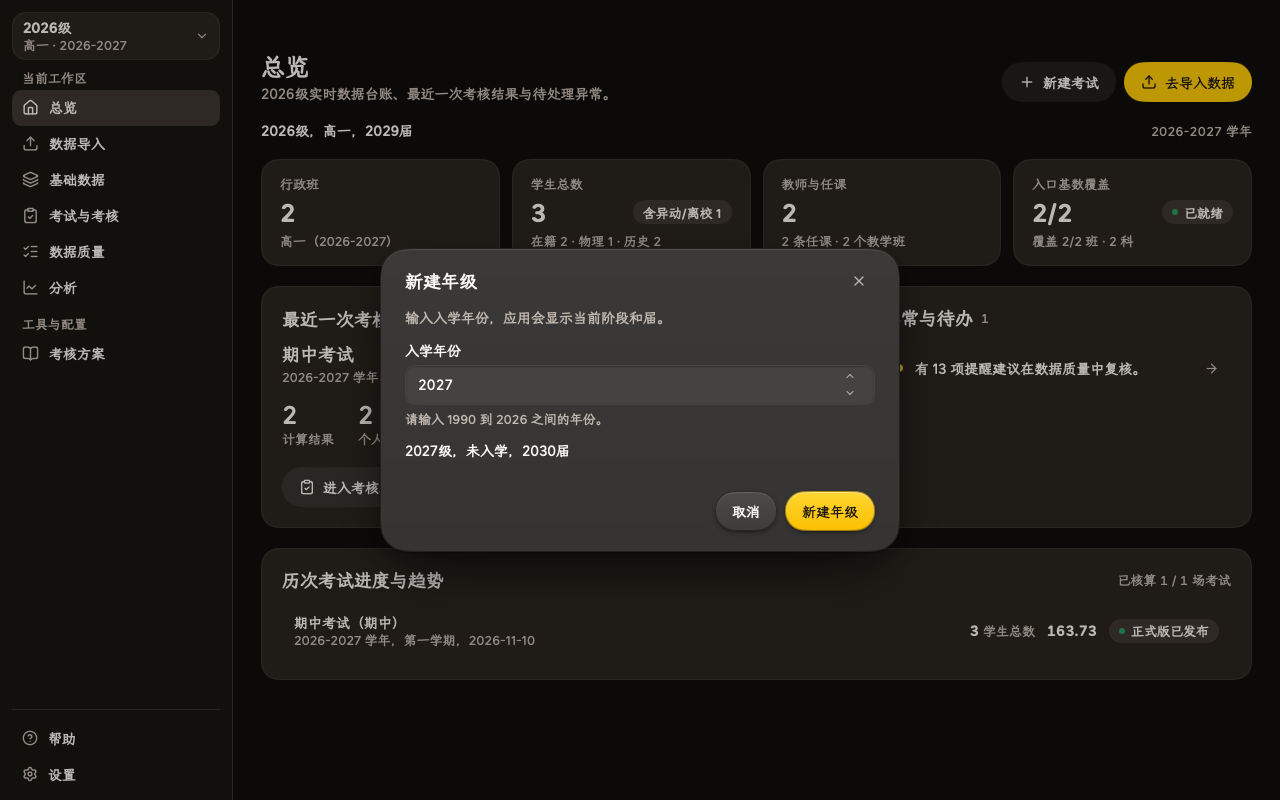 2026级
高一 · 2026-2027
当前工作区
总览
数据导入
基础数据
考试与考核
数据质量
分析
工具与配置
考核方案
帮助
设置
总览
2026级实时数据台账、最近一次考核结果与待处理异常。
新建考试
去导入数据
2026级，高一，2029届
2026-2027 学年
行政班
2
高一（2026-2027）
学生总数
3
含异动/离校 1
在籍 2 · 物理 1 · 历史 2
教师与任课
2
2 条任课 · 2 个教学班
入口基数覆盖
2/2
已就绪
覆盖 2/2 班 · 2 科
最近一次考核
期中考试
2026-2027 学年
2
计算结果
2
个人
进入考核
常与待办 1
有 13 项提醒建议在数据质量中复核。
新建年级
输入入学年份，应用会显示当前阶段和届。
入学年份
2027
请输入 1990 到 2026 之间的年份。
2027级，未入学，2030届
取消
新建年级
历次考试进度与趋势
已核算 1 / 1 场考试
期中考试（期中）
2026-2027 学年，第一学期，2026-11-10
3 学生总数
163.73
正式版已发布